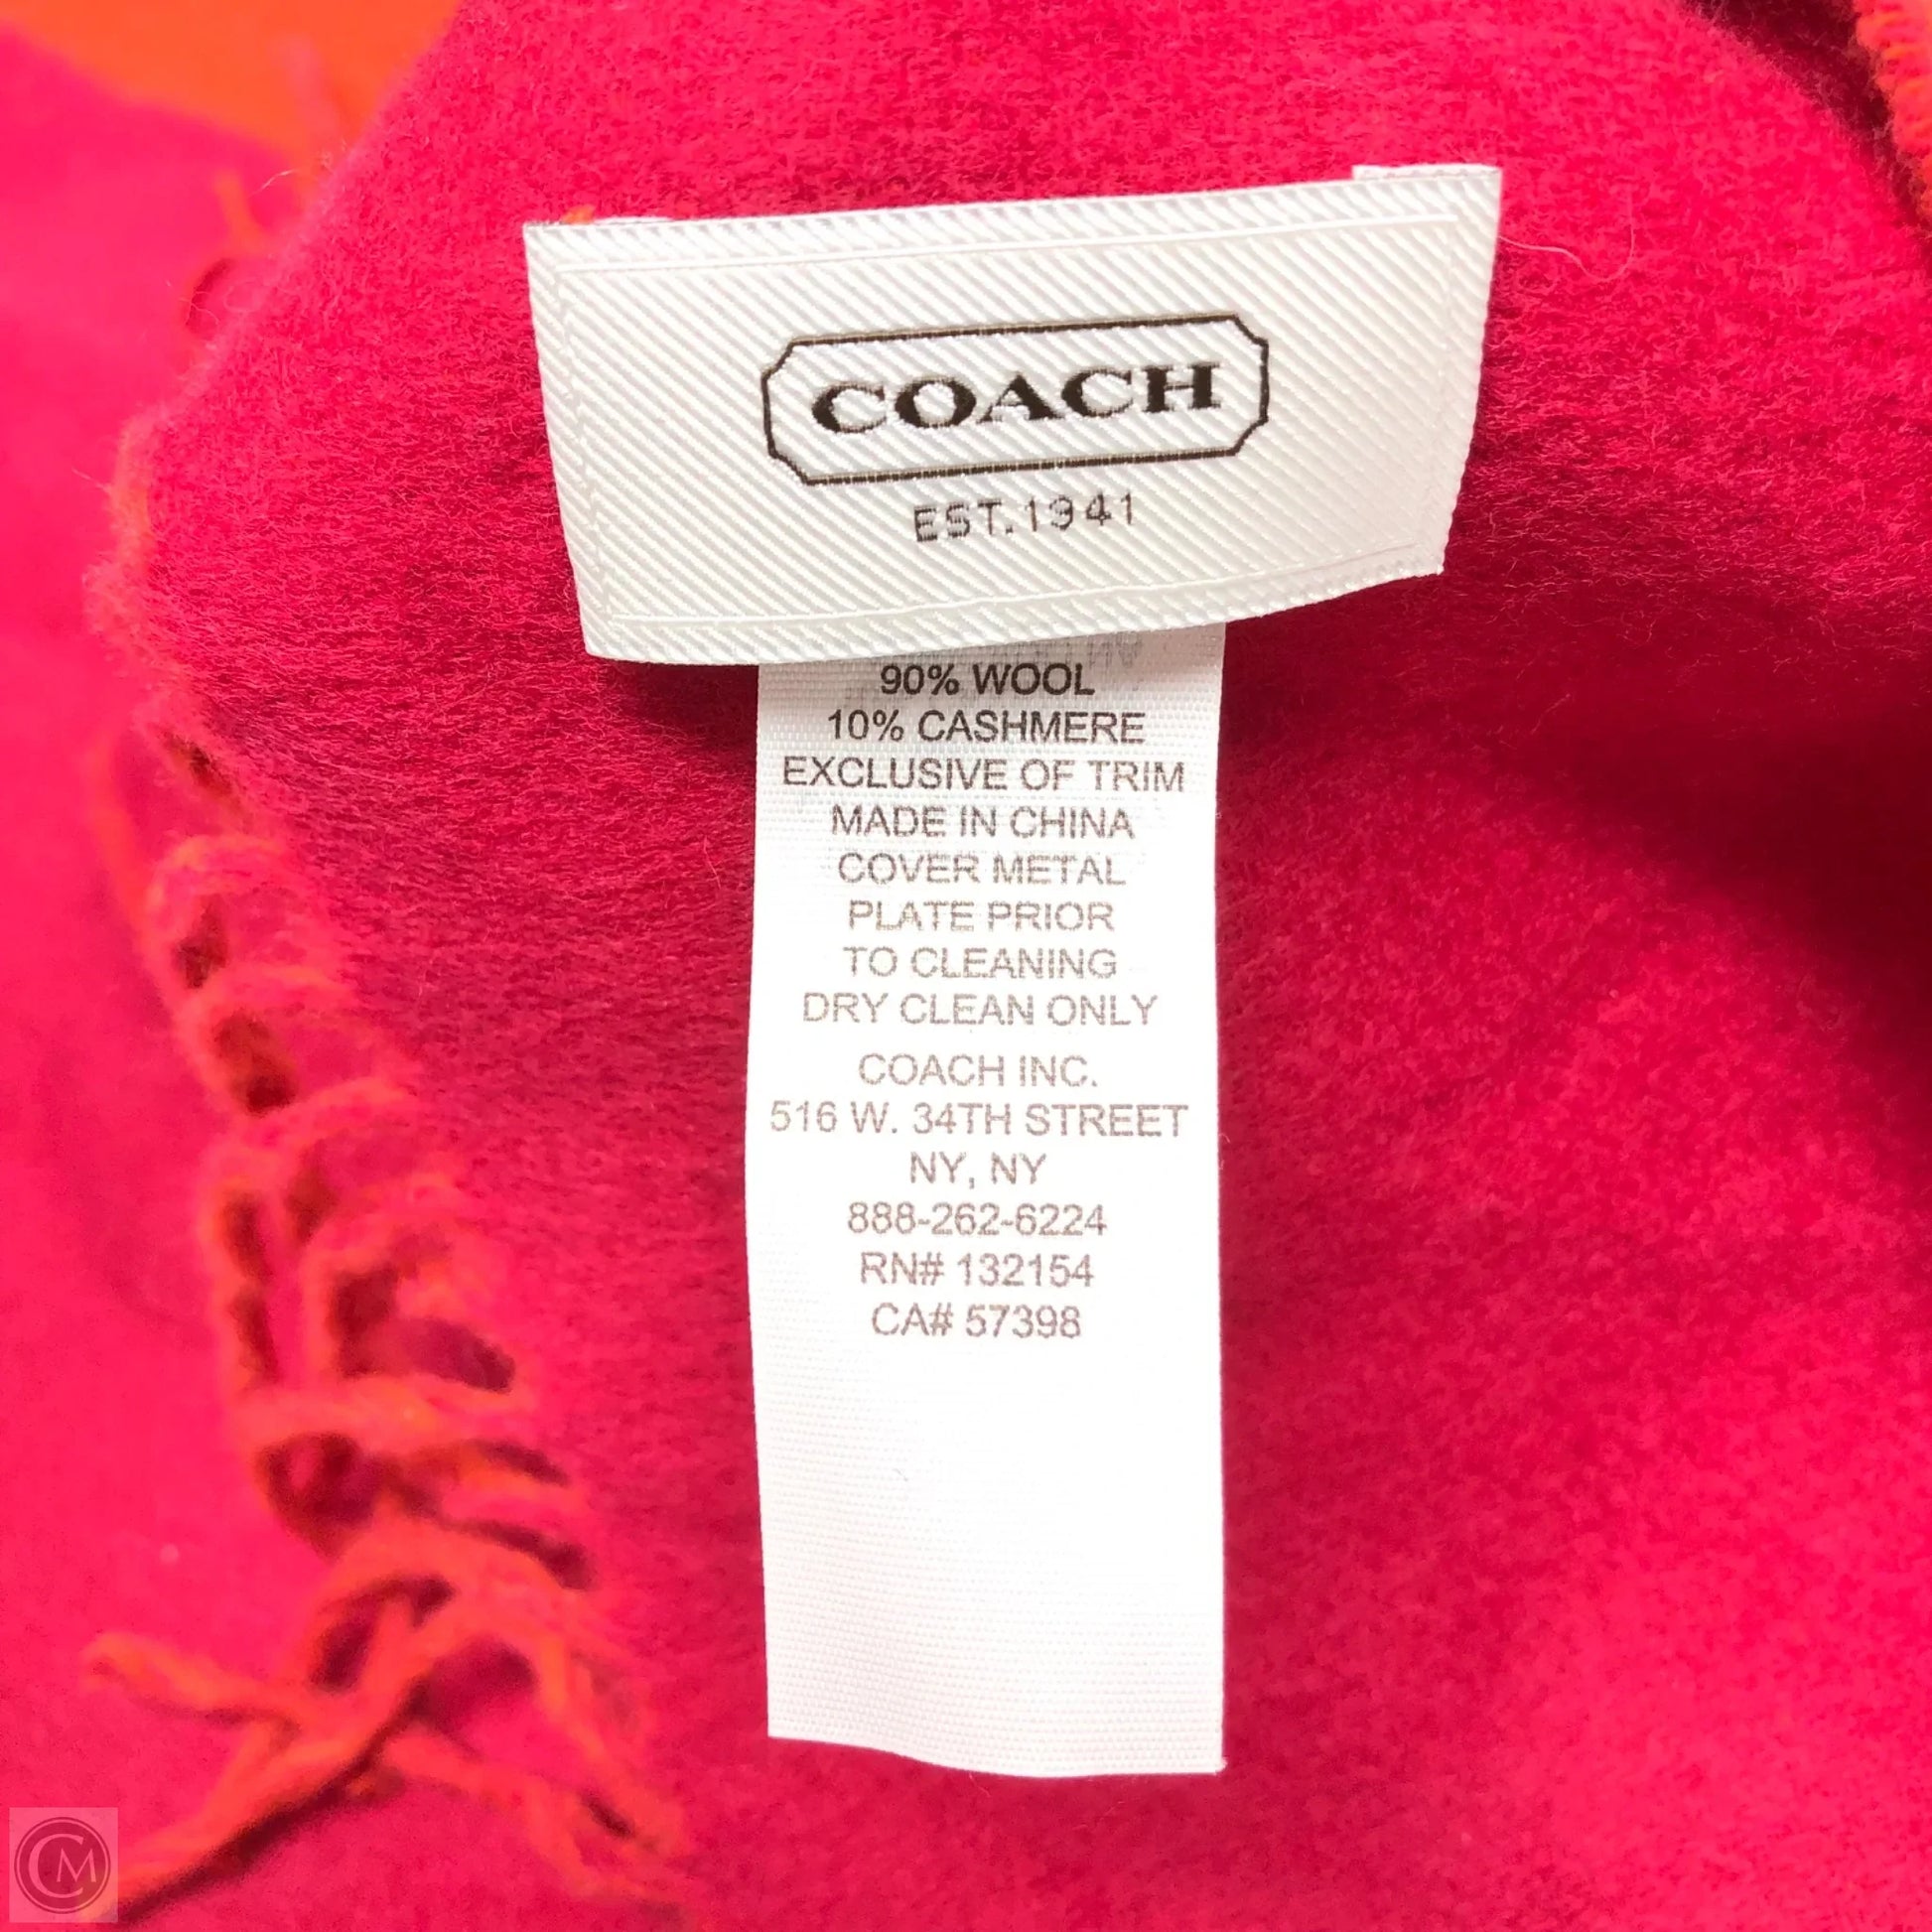 COACH
EST. 1941
90% WOOL
10% CASHMERE
EXCLUSIVE OF TRIM
MADE IN CHINA
COVER METAL
PLATE PRIOR
TO CLEANING
DRY CLEAN ONLY
COACH INC.
516 W. 34TH STREET
NY, NY
888-262-6224
RN# 132154
CA# 57398
CM